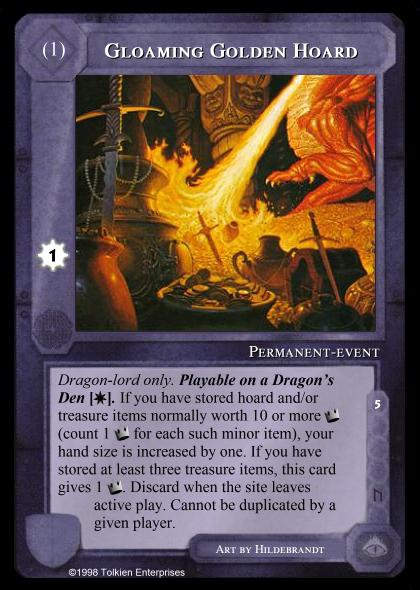 (1)
GLOAMING GOLDEN HOARD
1
PERMANENT-EVENT
Dragon-lord only. Playable on a Dragon's
Den [✷]. If you have stored hoard and/or
treasure items normally worth 10 or more
(count 1 for each such minor item), your
hand size is increased by one. If you have
stored at least three treasure items, this card
gives 1 . Discard when the site leaves
active play. Cannot be duplicated by a
given player.
5
ART BY HILDEBRANDT
©1998 Tolkien Enterprises